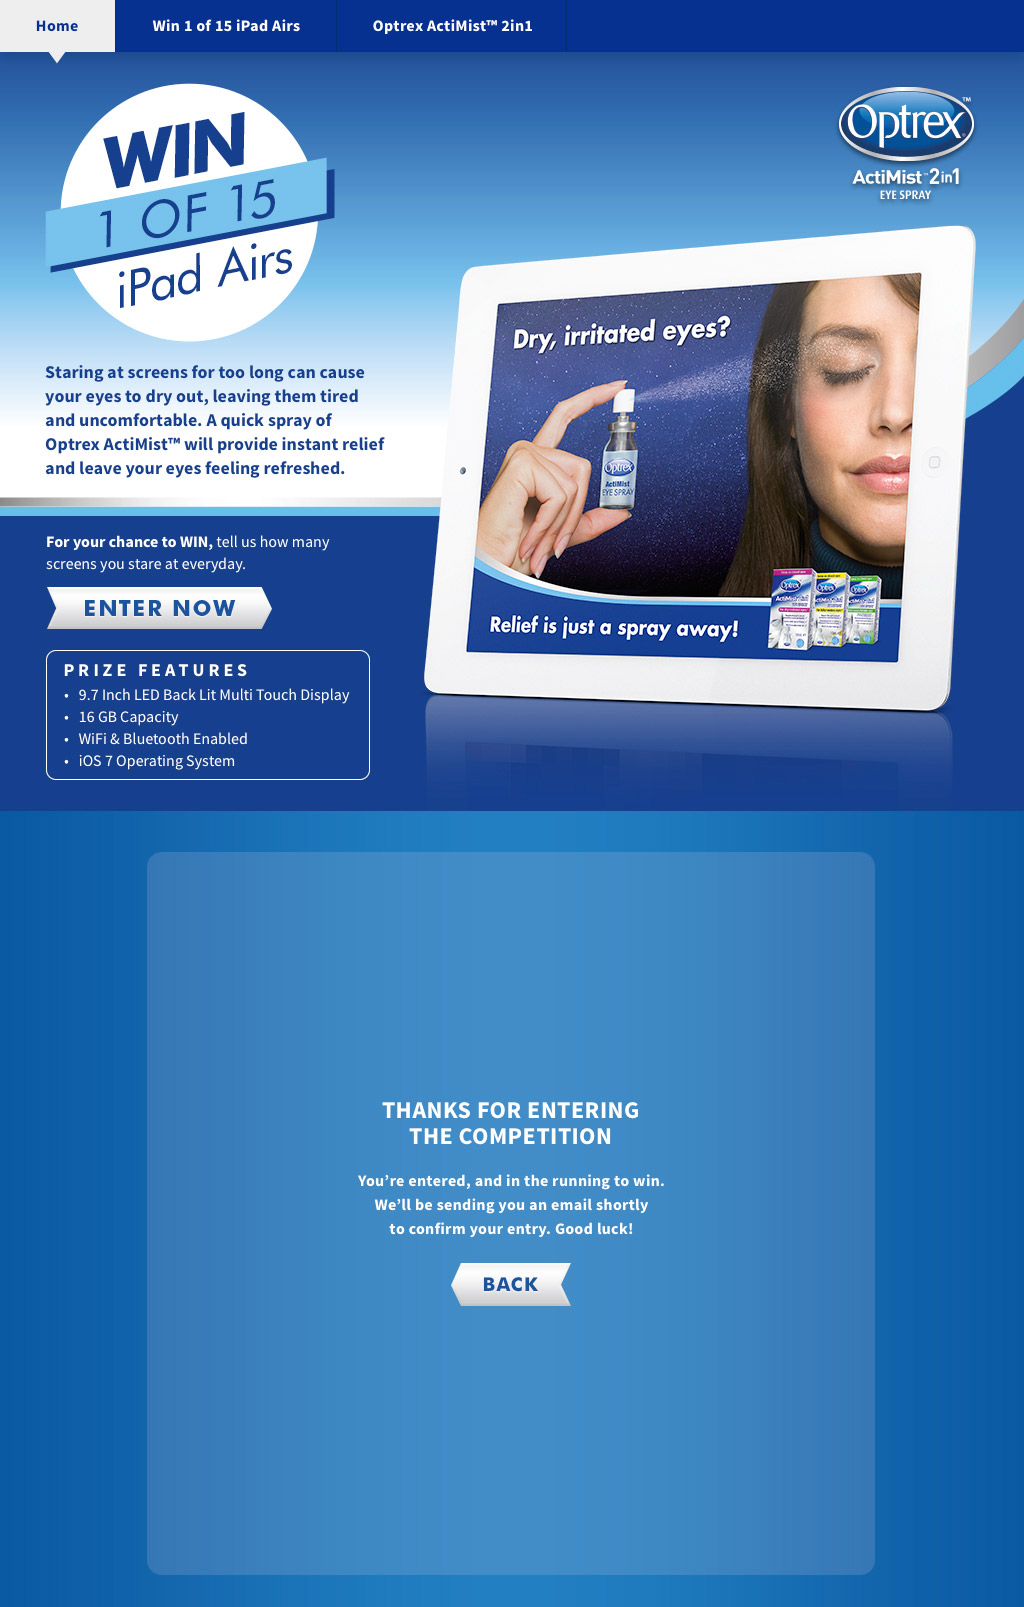 Home
Win 1 of 15 iPad Airs
Optrex ActiMist™ 2in1
WIN
1 OF 15
iPad Airs
Optrex™
ActiMist™ 2in1
EYE SPRAY
Staring at screens for too long can cause
your eyes to dry out, leaving them tired
and uncomfortable. A quick spray of
Optrex ActiMist™ will provide instant relief
and leave your eyes feeling refreshed.
Dry, irritated eyes?
Optrex
ActiMist
EYE SPRAY
Relief is just a spray away!
Optrex
Optrex
Optrex
For your chance to WIN, tell us how many
screens you stare at everyday.
ENTER NOW
PRIZE FEATURES
• 9.7 Inch LED Back Lit Multi Touch Display
• 16 GB Capacity
• WiFi & Bluetooth Enabled
• iOS 7 Operating System
THANKS FOR ENTERING
THE COMPETITION
You’re entered, and in the running to win.
We’ll be sending you an email shortly
to confirm your entry. Good luck!
BACK